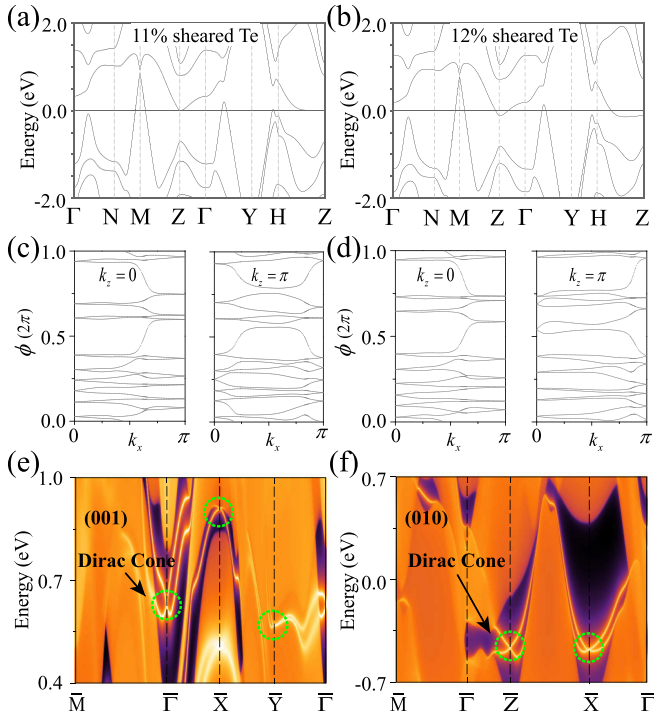 (a)
11% sheared Te
2.0
0.0
-2.0
Energy (eV)
Γ N M Z Γ Y H Z
(b)
12% sheared Te
2.0
0.0
-2.0
Energy (eV)
Γ N M Z Γ Y H Z
(c)
1.0
0.5
0.0
ϕ (2π)
k_z = 0
k_z = π
0 k_x π
0 k_x π
(d)
1.0
0.5
0.0
ϕ (2π)
k_z = 0
k_z = π
0 k_x π
0 k_x π
(e)
1.0
0.7
0.4
Energy (eV)
(001)
Dirac Cone
M̄ Γ̄ X̄ Ȳ Γ̄
(f)
0.7
0.0
-0.7
Energy (eV)
(010)
Dirac Cone
M̄ Γ̄ Z̄ X̄ Γ̄